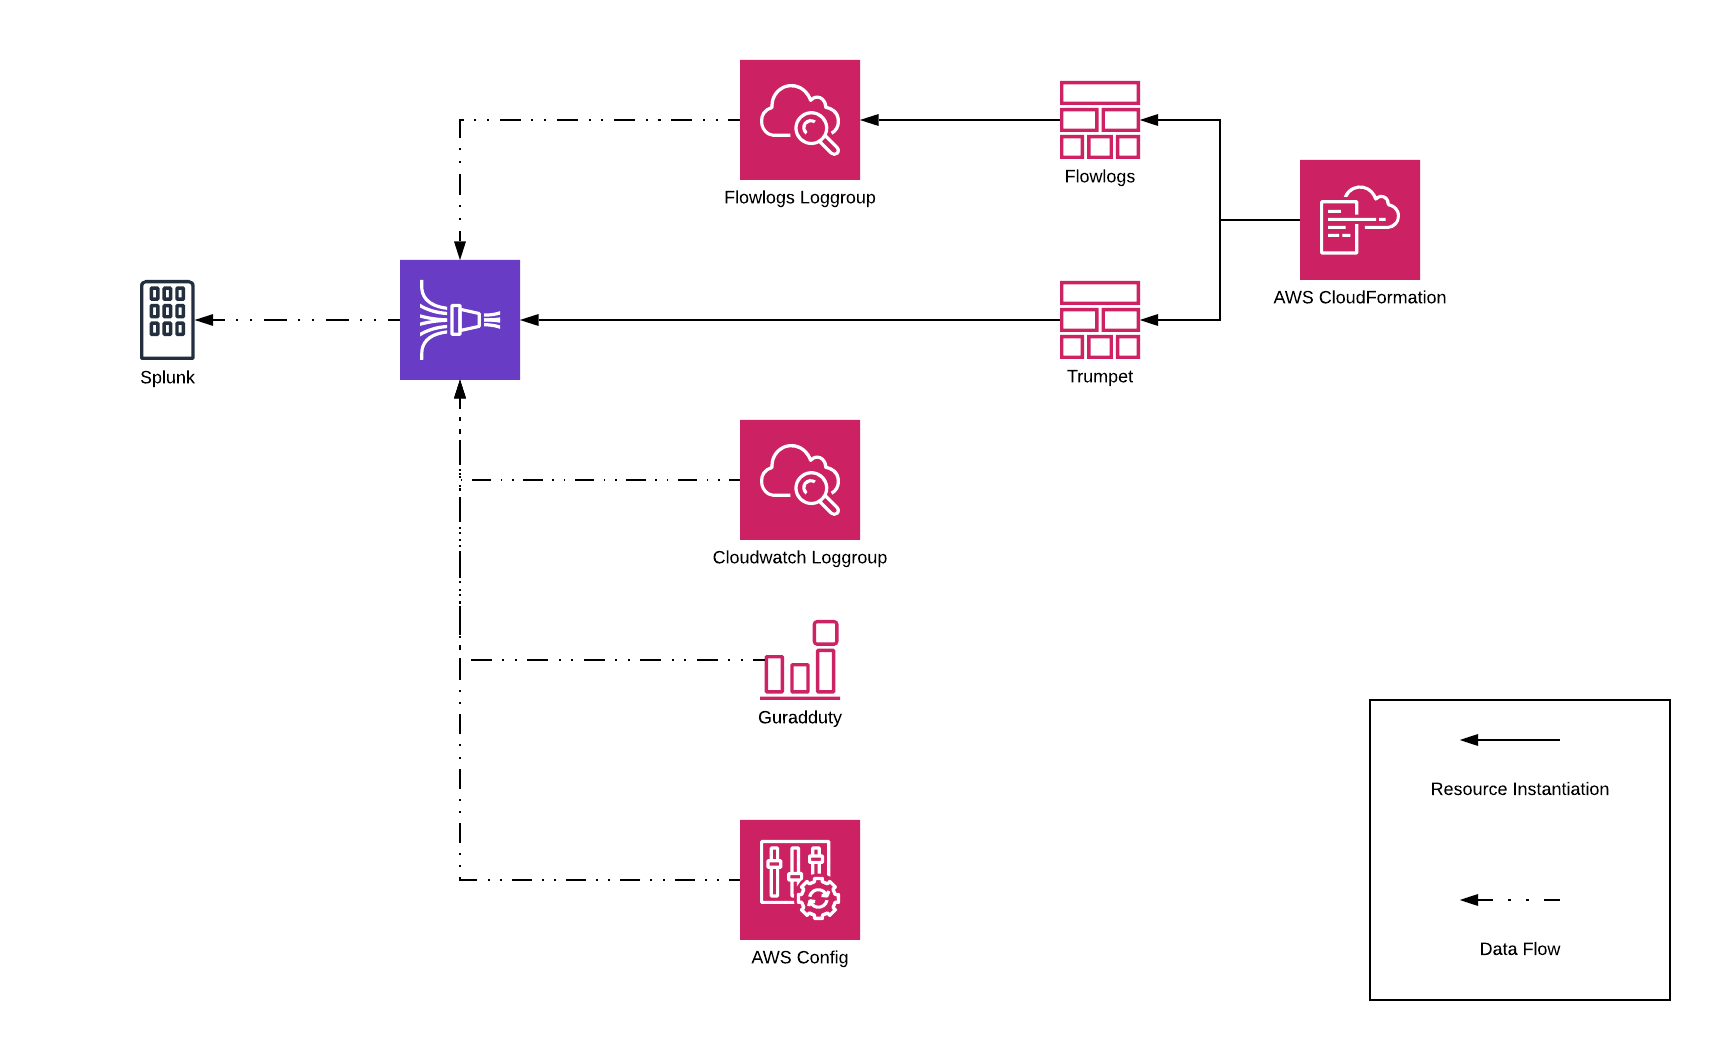 Flowlogs Loggroup
Flowlogs
AWS CloudFormation
Splunk
Trumpet
Cloudwatch Loggroup
Guradduty
Resource Instantiation
Data Flow
AWS Config